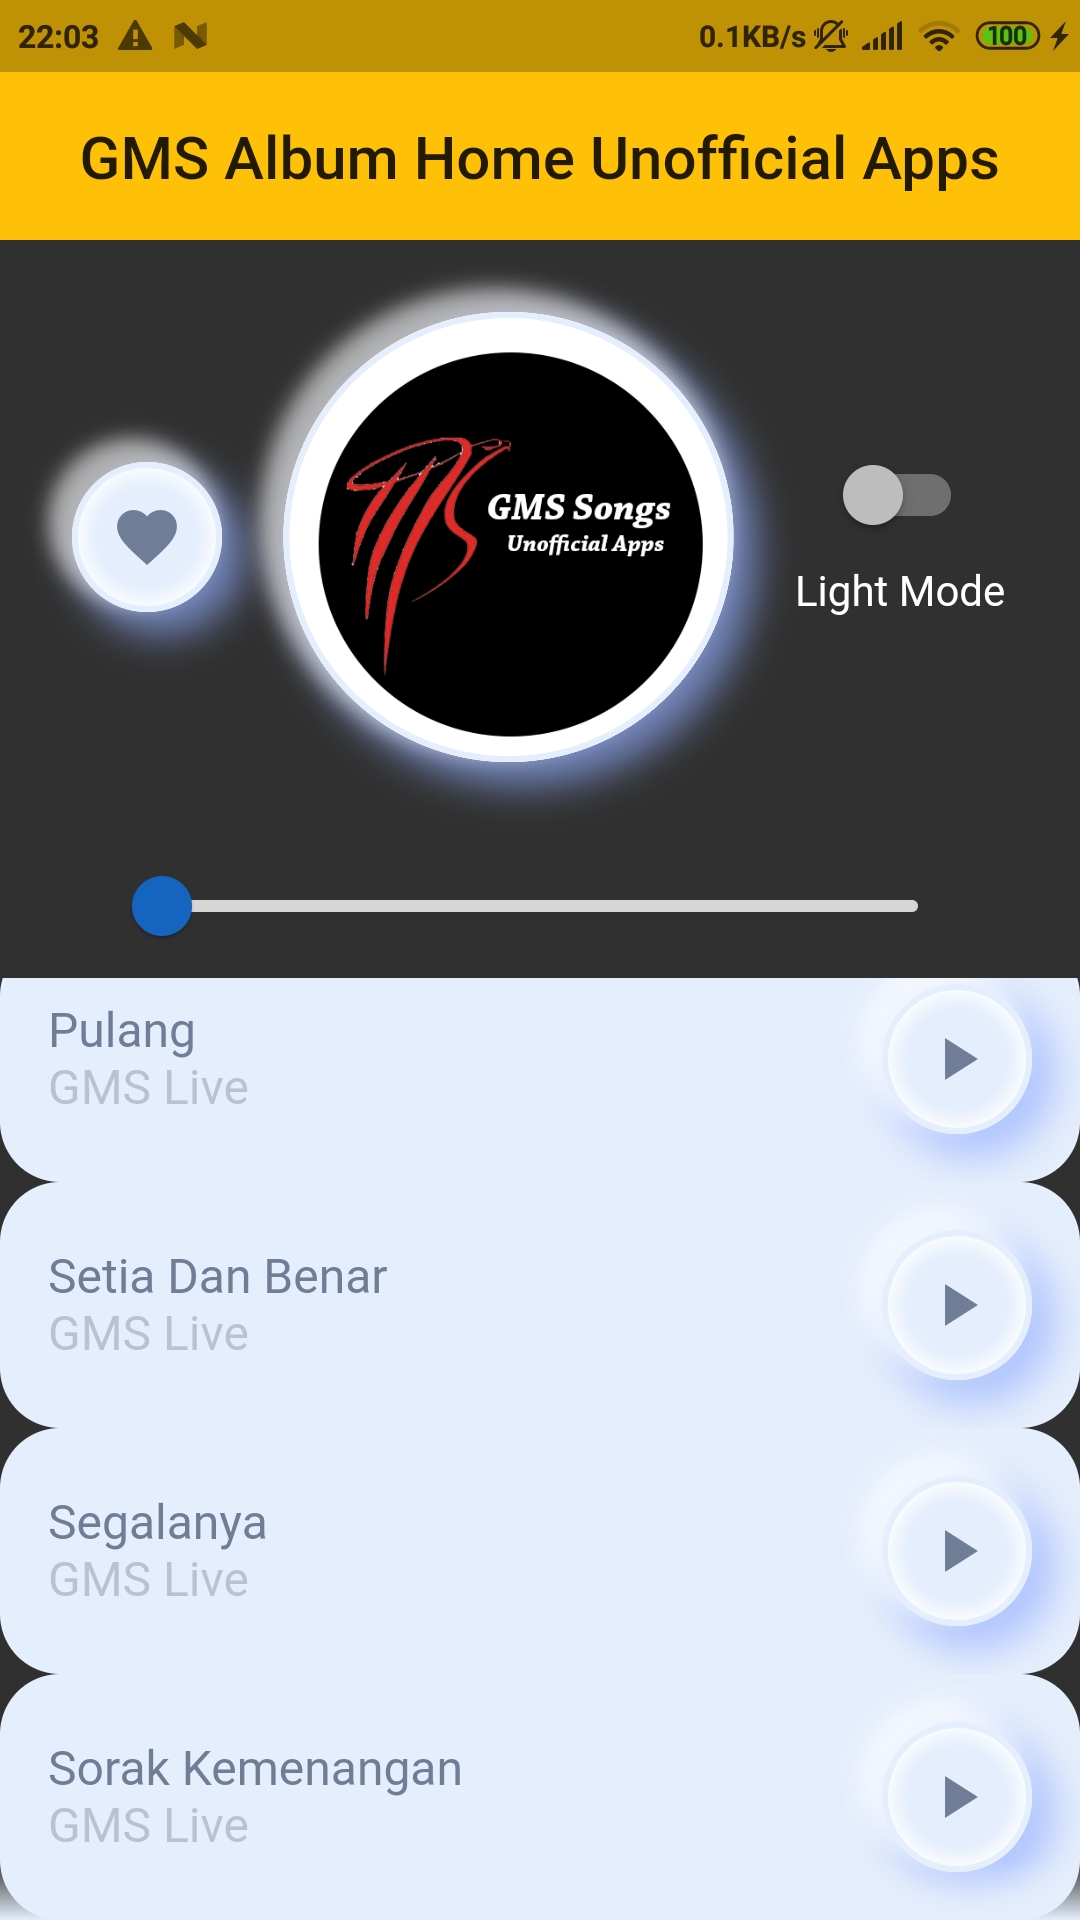 22:03
0.1KB/s
100
GMS Album Home Unofficial Apps
GMS Songs
Unofficial Apps
Light Mode
Pulang
GMS Live
Setia Dan Benar
GMS Live
Segalanya
GMS Live
Sorak Kemenangan
GMS Live